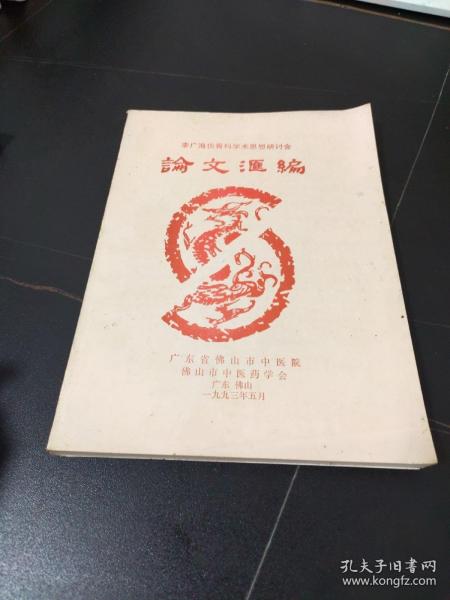 李广海伤骨科学术思想研讨会
論文滙編
广东省佛山市中医院
佛山市中医药学会
广东 佛山
一九九三年五月
孔夫子旧书网
www.kongfz.com